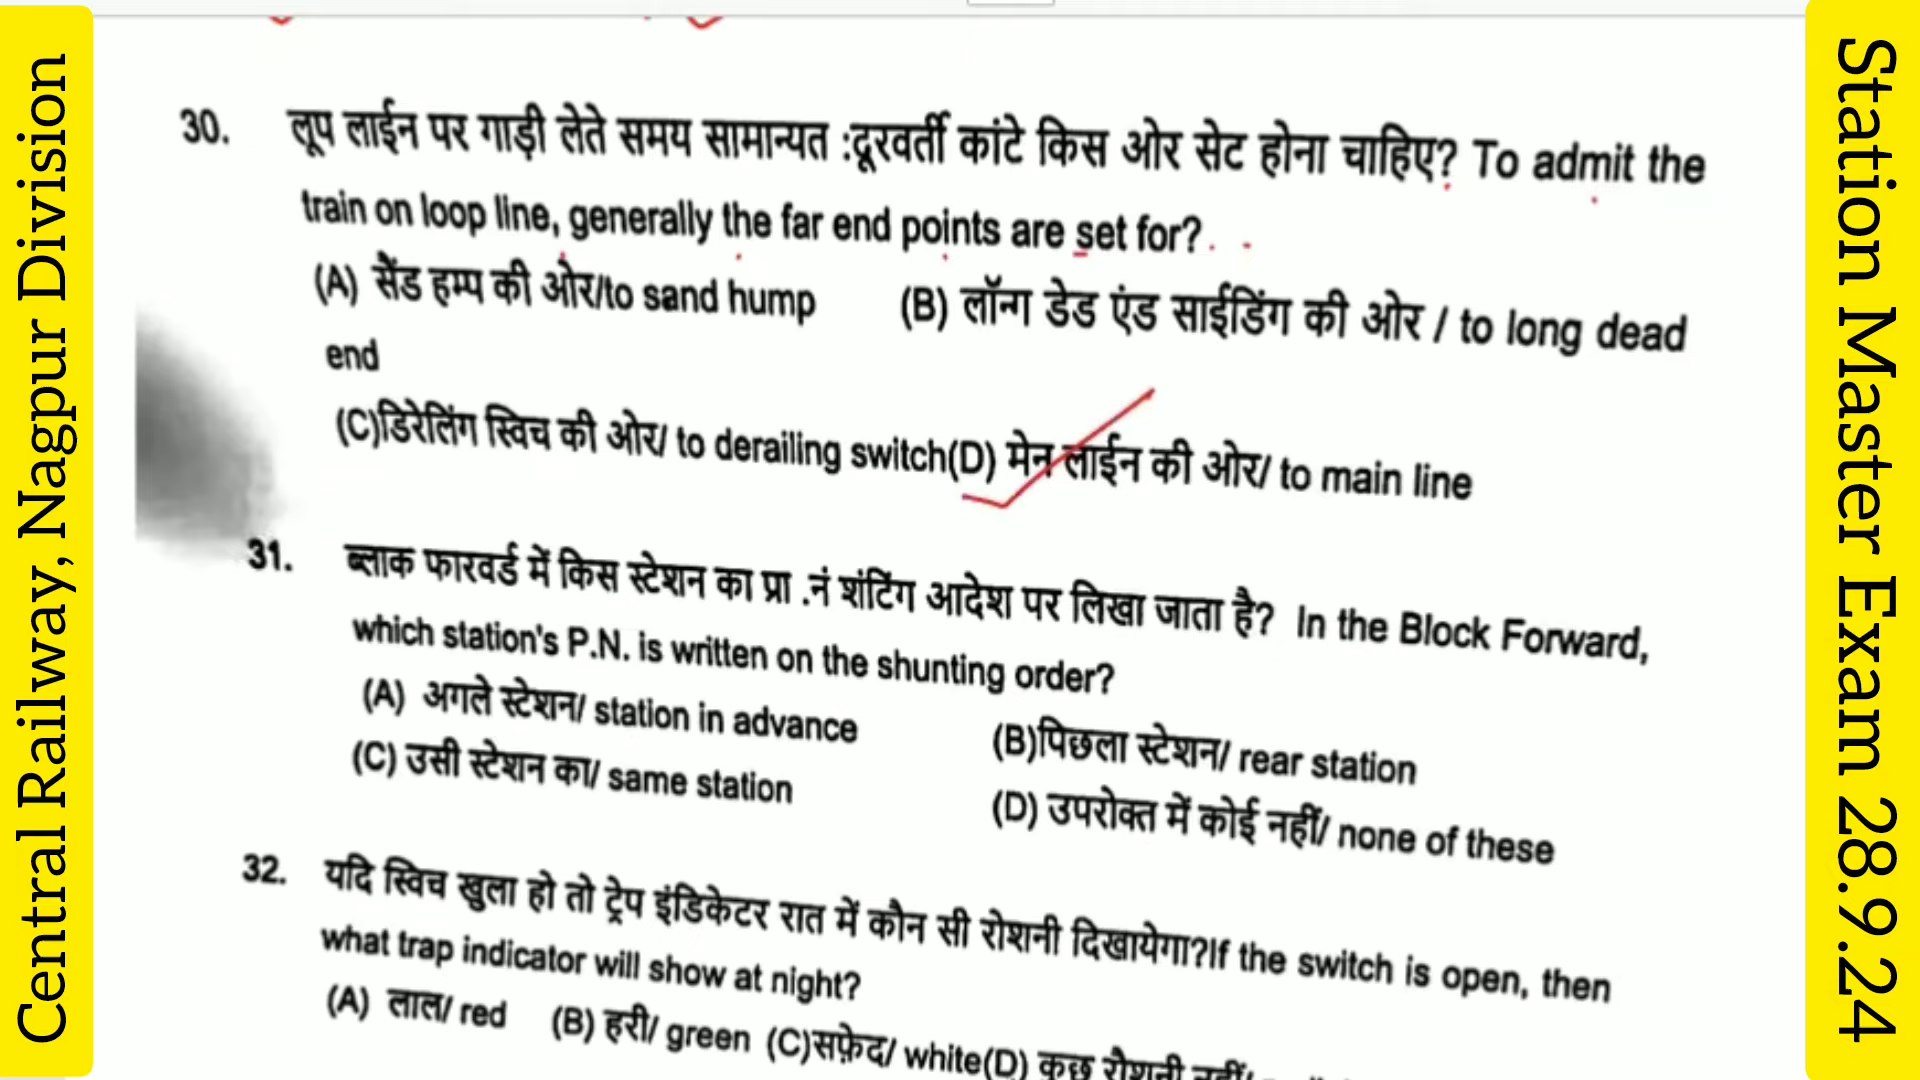 Central Railway, Nagpur Division
30. लूप लाईन पर गाड़ी लेते समय सामान्यत :दूरवर्ती कांटे किस ओर सेट होना चाहिए? To admit the
train on loop line, generally the far end points are set for?
(A) सैंड हम्प की ओर/to sand hump (B) लॉन्ग डेड एंड साईडिंग की ओर / to long dead
end
(C)डिरेलिंग स्विच की ओर/ to derailing switch(D) मेन लाईन की ओर/ to main line
31. ब्लाक फारवर्ड में किस स्टेशन का प्रा .नं शंटिंग आदेश पर लिखा जाता है? In the Block Forward,
which station's P.N. is written on the shunting order?
(A) अगले स्टेशन/ station in advance (B)पिछला स्टेशन/ rear station
(C) उसी स्टेशन का/ same station (D) उपरोक्त में कोई नहीं/ none of these
32. यदि स्विच खुला हो तो ट्रेप इंडिकेटर रात में कौन सी रोशनी दिखायेगा?If the switch is open, then
what trap indicator will show at night?
(A) लाल/ red (B) हरी/ green (C)सफ़ेद/ white(D) कुछ रौशनी नहीं/
Station Master Exam 28.9.24